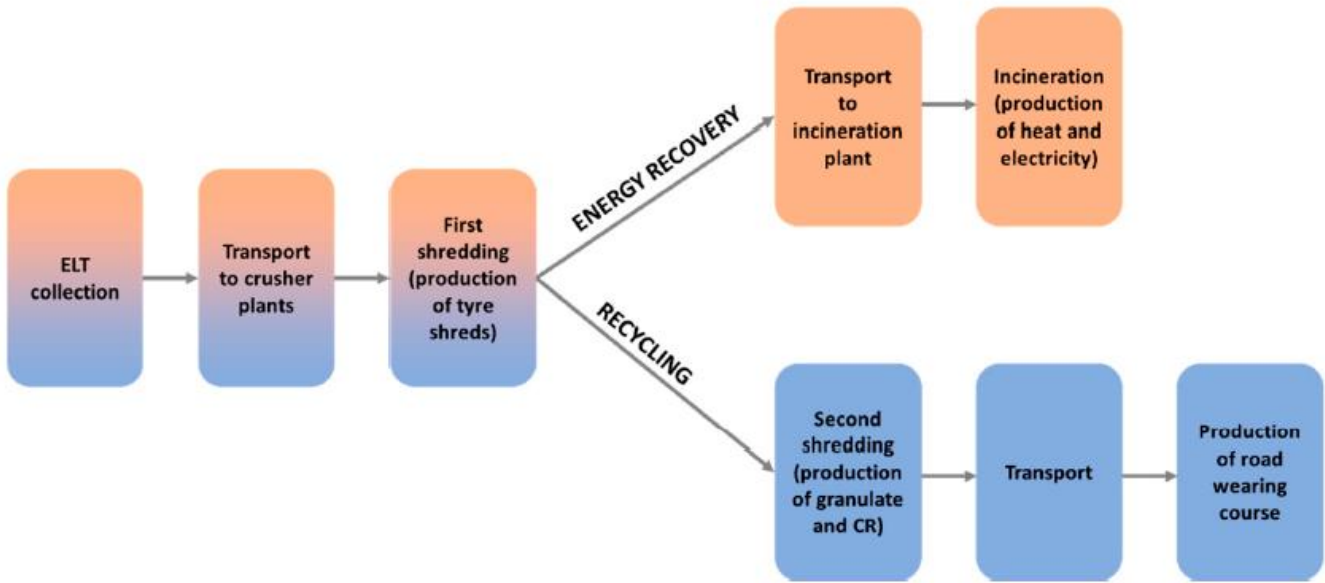 ELT
collection
Transport
to crusher
plants
First
shredding
(production
of tyre
shreds)
ENERGY RECOVERY
Transport
to
incineration
plant
Incineration
(production
of heat and
electricity)
RECYCLING
Second
shredding
(production
of granulate
and CR)
Transport
Production
of road
wearing
course